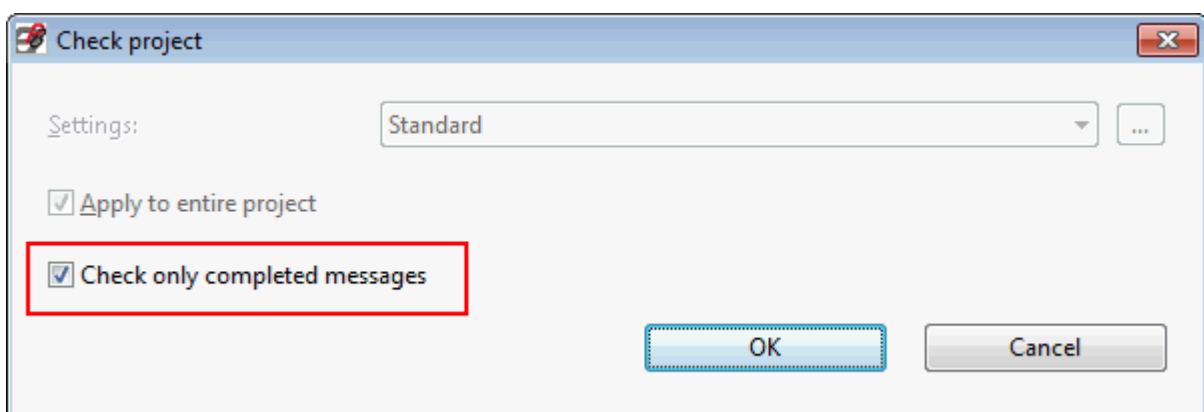 Check project
Settings: Standard ...
Apply to entire project
Check only completed messages
OK Cancel